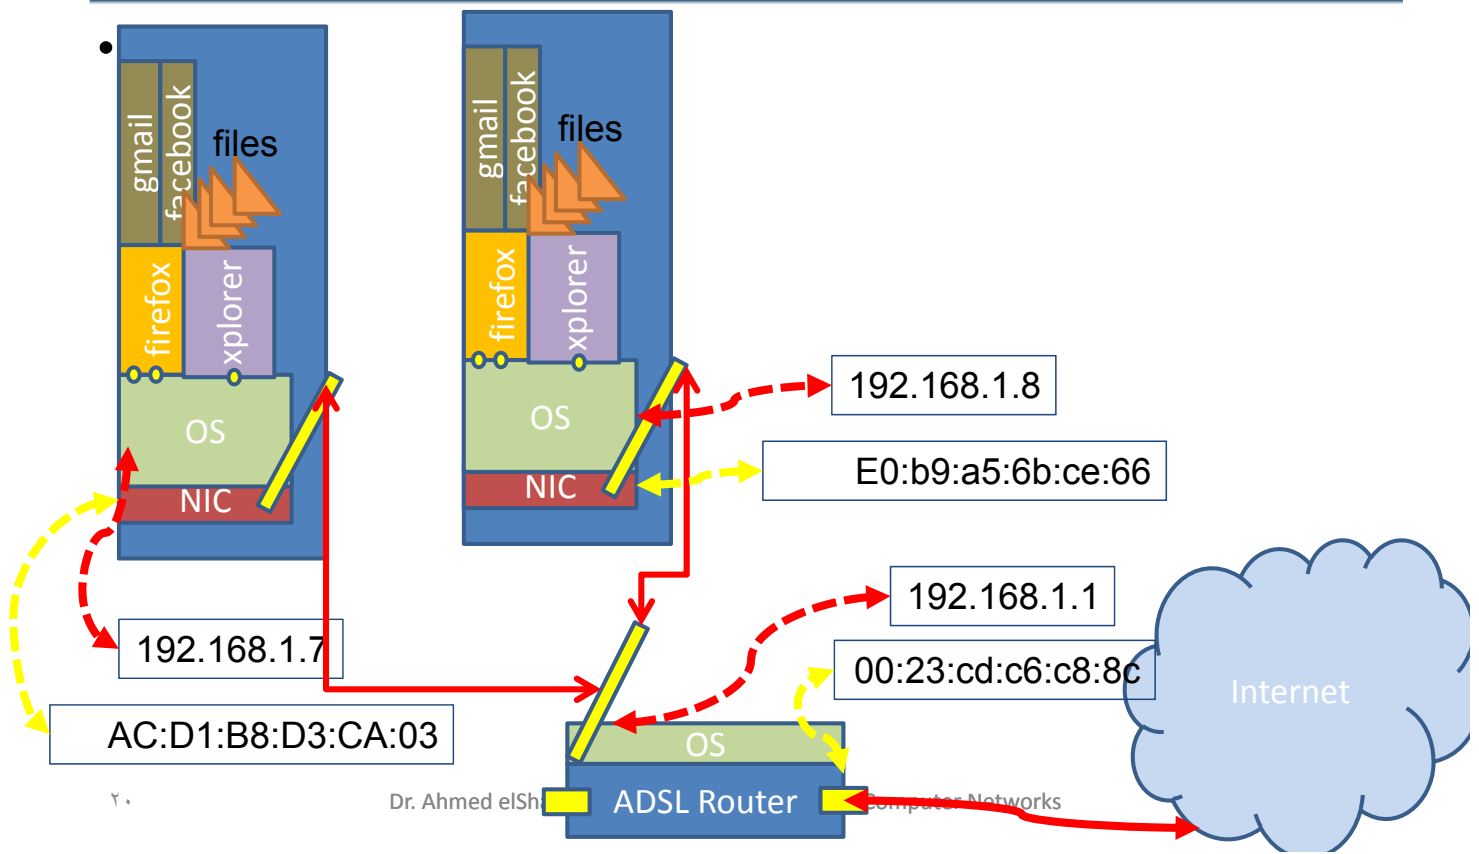 •
gmail
facebook
files
firefox
xplorer
OS
NIC
gmail
facebook
files
firefox
xplorer
OS
NIC
192.168.1.8
E0:b9:a5:6b:ce:66
192.168.1.7
AC:D1:B8:D3:CA:03
192.168.1.1
00:23:cd:c6:c8:8c
Internet
OS
ADSL Router
٢٠
Dr. Ahmed Computer Networks